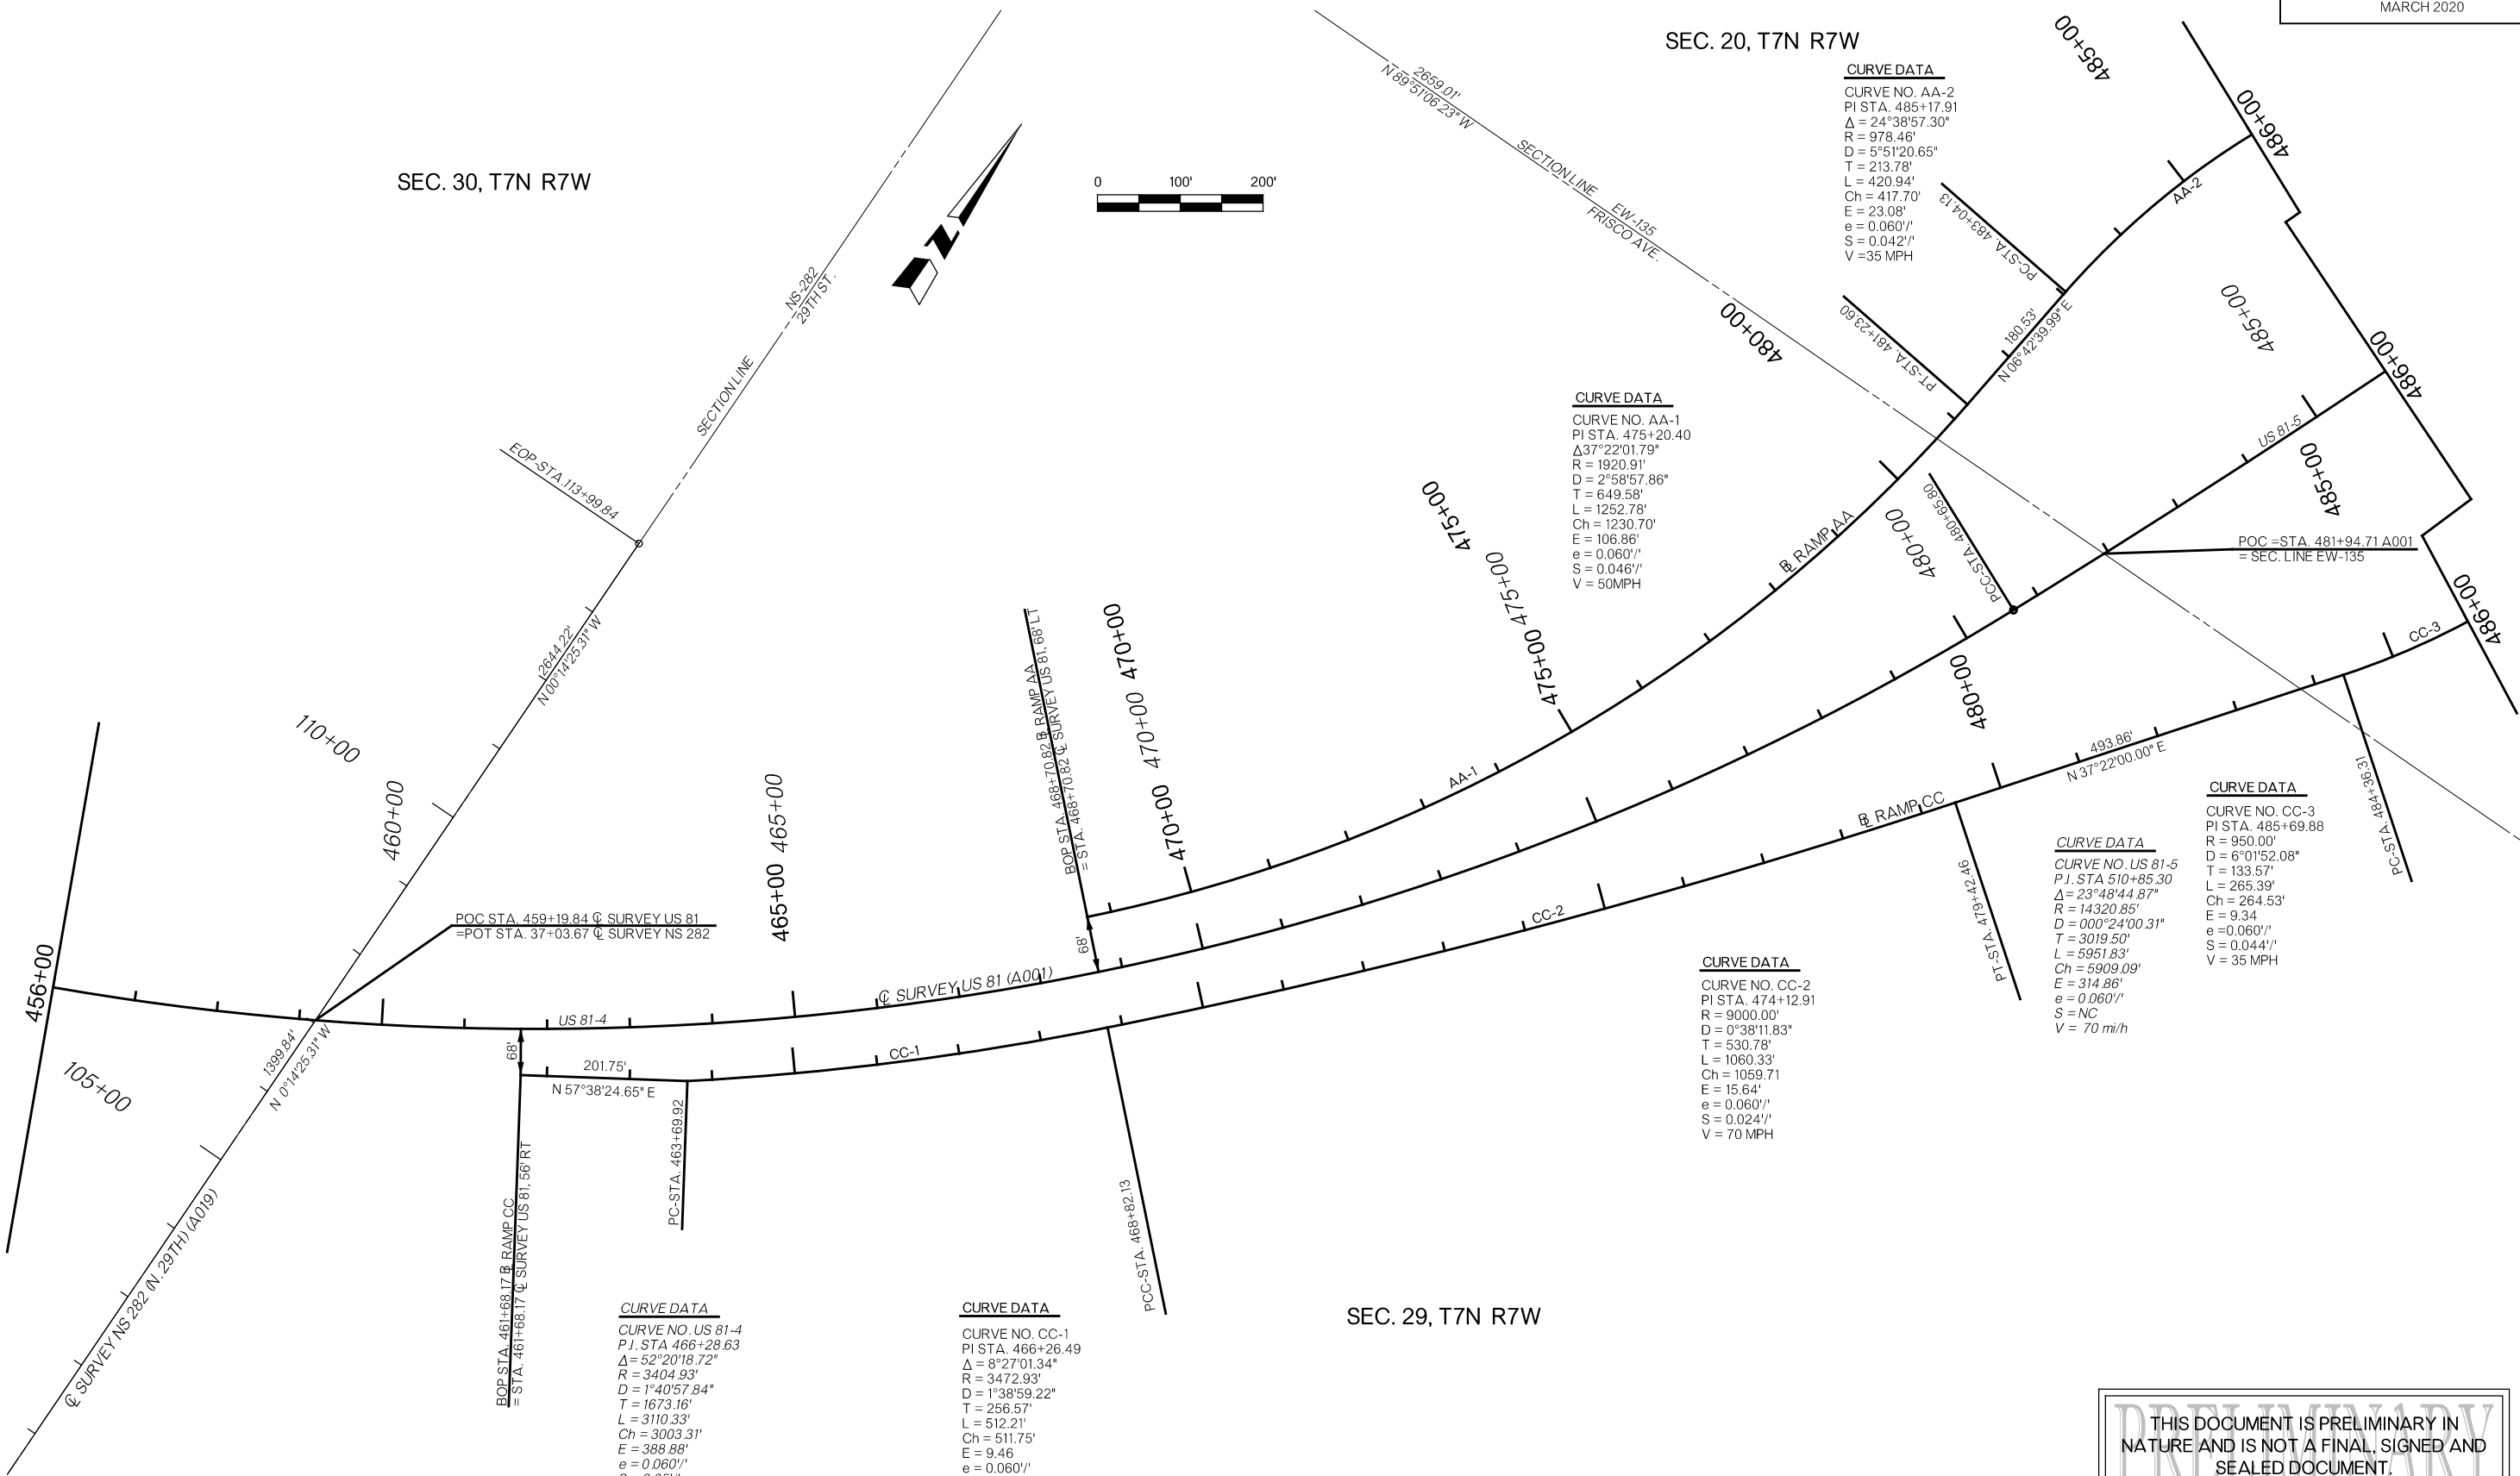 MARCH 2020
SEC. 20, T7N R7W
SEC. 30, T7N R7W
SEC. 29, T7N R7W
0 100' 200'
N
2659.01'
N 89°51'06.23" W
SECTION LINE
EW-135
FRISCO AVE.
NS-282
29TH ST.
SECTION LINE
EOP-STA.113+99.84
2644.22'
N 00°14'25.31" W
110+00
105+00
1399.84'
N 0°14'25.31" W
℄ SURVEY NS 282 (N. 29TH) (A019)
456+00
460+00
POC STA. 459+19.84 ℄ SURVEY US 81
=POT STA. 37+03.67 ℄ SURVEY NS 282
US 81-4
68'
201.75'
N 57°38'24.65" E
BOP STA. 461+68.17 BL RAMP CC
= STA. 461+68.17 ℄ SURVEY US 81, 56' RT
PC-STA. 463+69.92
465+00
465+00
℄ SURVEY US 81 (A001)
CC-1
68'
BOP STA. 468+70.82 BL RAMP AA
= STA. 468+70.82 ℄ SURVEY US 81, 68' LT
PCC-STA. 468+82.13
470+00
470+00
470+00
AA-1
CC-2
475+00
475+00
475+00
BL RAMP AA
BL RAMP CC
480+00
480+00
480+00
PCC-STA. 480+65.80
PT-STA. 481+23.60
PC-STA. 483+04.13
180.53'
N 06°42'39.99" E
AA-2
485+00
485+00
485+00
486+00
486+00
486+00
US 81-5
POC =STA. 481+94.71 A001
= SEC. LINE EW-135
CC-3
493.86'
N 37°22'00.00" E
PT-STA. 479+42.46
PC-STA. 484+36.31
CURVE DATA
CURVE NO. AA-2
PI STA. 485+17.91
Δ = 24°38'57.30"
R = 978.46'
D = 5°51'20.65"
T = 213.78'
L = 420.94'
Ch = 417.70'
E = 23.08'
e = 0.060'/'
S = 0.042'/'
V =35 MPH
CURVE DATA
CURVE NO. AA-1
PI STA. 475+20.40
Δ37°22'01.79"
R = 1920.91'
D = 2°58'57.86"
T = 649.58'
L = 1252.78'
Ch = 1230.70'
E = 106.86'
e = 0.060'/'
S = 0.046'/'
V = 50MPH
CURVE DATA
CURVE NO. CC-3
PI STA. 485+69.88
R = 950.00'
D = 6°01'52.08"
T = 133.57'
L = 265.39'
Ch = 264.53'
E = 9.34
e =0.060'/'
S = 0.044'/'
V = 35 MPH
CURVE DATA
CURVE NO. US 81-5
P.I. STA 510+85.30
Δ= 23°48'44.87"
R = 14320.85'
D = 000°24'00.31"
T = 3019.50'
L = 5951.83'
Ch = 5909.09'
E = 314.86'
e = 0.060'/'
S = NC
V = 70 mi/h
CURVE DATA
CURVE NO. CC-2
PI STA. 474+12.91
R = 9000.00'
D = 0°38'11.83"
T = 530.78'
L = 1060.33'
Ch = 1059.71
E = 15.64'
e = 0.060'/'
S = 0.024'/'
V = 70 MPH
CURVE DATA
CURVE NO. US 81-4
P.I. STA 466+28.63
Δ= 52°20'18.72"
R = 3404.93'
D = 1°40'57.84"
T = 1673.16'
L = 3110.33'
Ch = 3003.31'
E = 388.88'
e = 0.060'/'
CURVE DATA
CURVE NO. CC-1
PI STA. 466+26.49
Δ = 8°27'01.34"
R = 3472.93'
D = 1°38'59.22"
T = 256.57'
L = 512.21'
Ch = 511.75'
E = 9.46
e = 0.060'/'
PRELIMINARY
THIS DOCUMENT IS PRELIMINARY IN
NATURE AND IS NOT A FINAL, SIGNED AND
SEALED DOCUMENT.